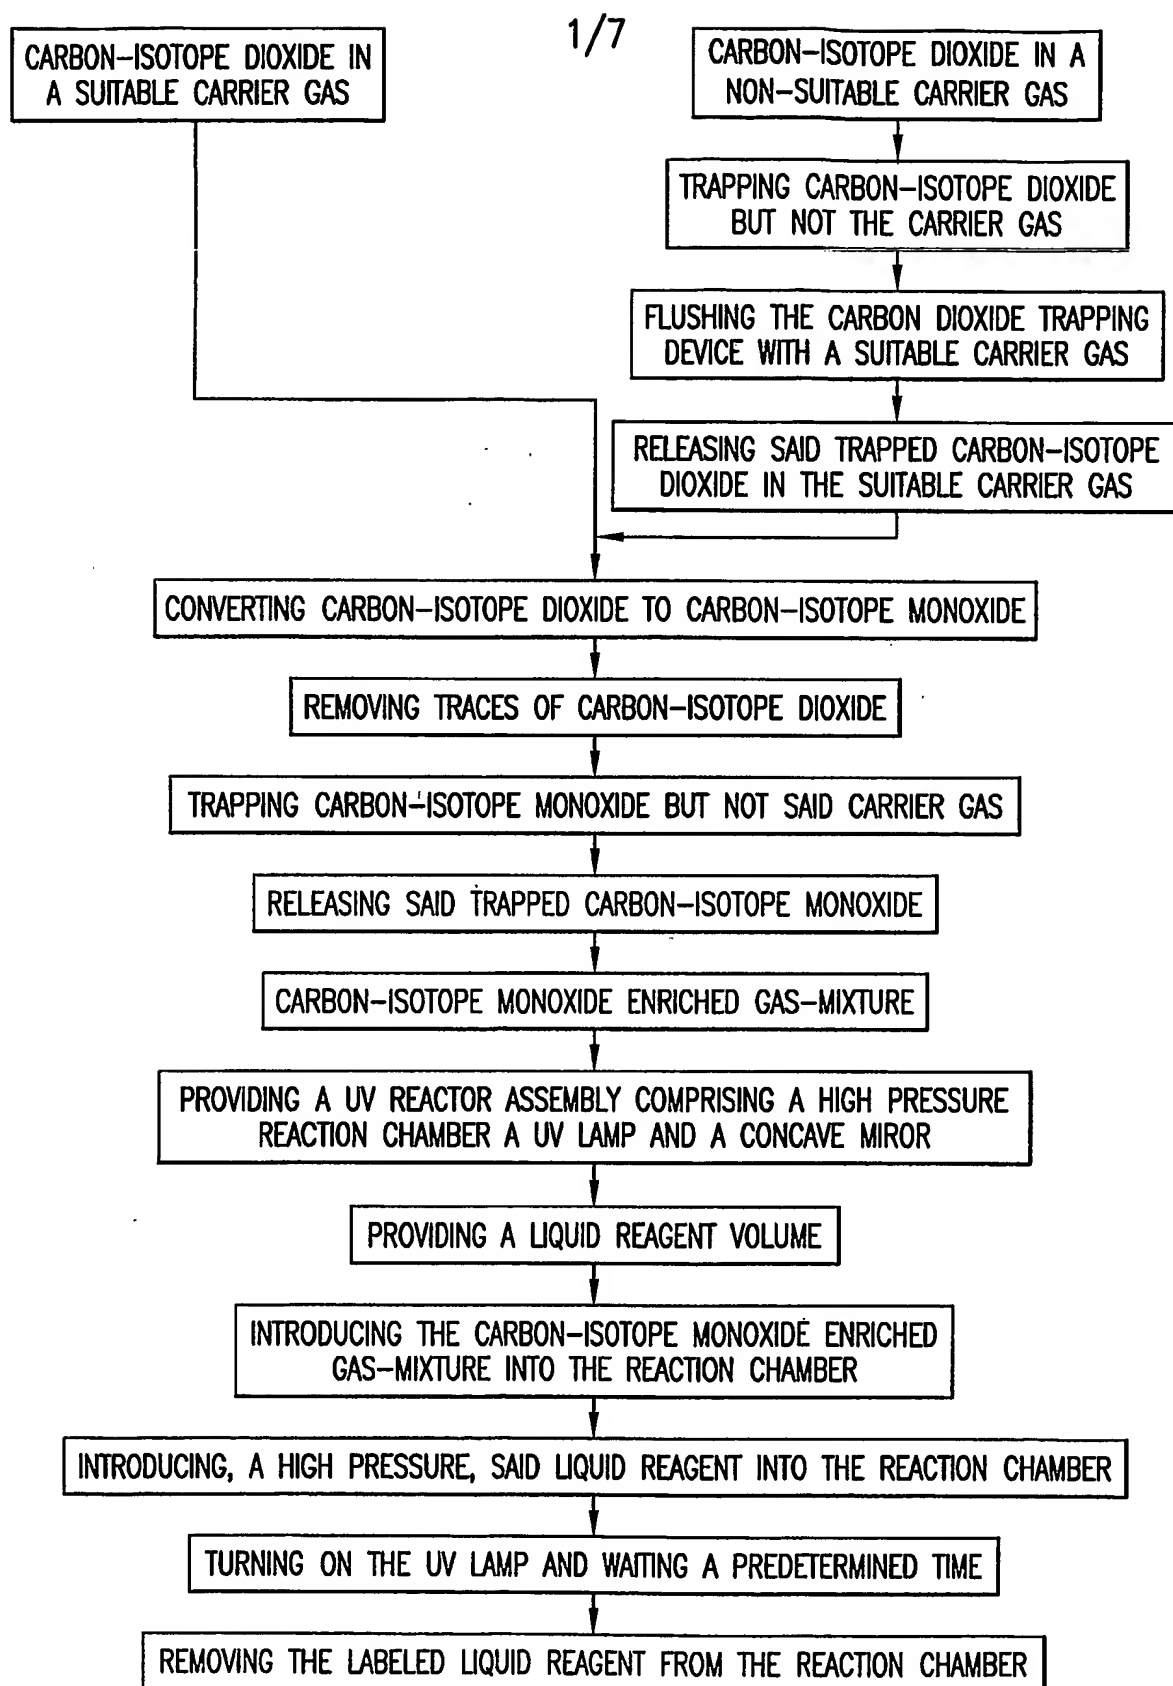 1/7
CARBON-ISOTOPE DIOXIDE IN
A SUITABLE CARRIER GAS
CARBON-ISOTOPE DIOXIDE IN A
NON-SUITABLE CARRIER GAS
TRAPPING CARBON-ISOTOPE DIOXIDE
BUT NOT THE CARRIER GAS
FLUSHING THE CARBON DIOXIDE TRAPPING
DEVICE WITH A SUITABLE CARRIER GAS
RELEASING SAID TRAPPED CARBON-ISOTOPE
DIOXIDE IN THE SUITABLE CARRIER GAS
CONVERTING CARBON-ISOTOPE DIOXIDE TO CARBON-ISOTOPE MONOXIDE
REMOVING TRACES OF CARBON-ISOTOPE DIOXIDE
TRAPPING CARBON-ISOTOPE MONOXIDE BUT NOT SAID CARRIER GAS
RELEASING SAID TRAPPED CARBON-ISOTOPE MONOXIDE
CARBON-ISOTOPE MONOXIDE ENRICHED GAS-MIXTURE
PROVIDING A UV REACTOR ASSEMBLY COMPRISING A HIGH PRESSURE
REACTION CHAMBER A UV LAMP AND A CONCAVE MIROR
PROVIDING A LIQUID REAGENT VOLUME
INTRODUCING THE CARBON-ISOTOPE MONOXIDE ENRICHED
GAS-MIXTURE INTO THE REACTION CHAMBER
INTRODUCING, A HIGH PRESSURE, SAID LIQUID REAGENT INTO THE REACTION CHAMBER
TURNING ON THE UV LAMP AND WAITING A PREDETERMINED TIME
REMOVING THE LABELED LIQUID REAGENT FROM THE REACTION CHAMBER